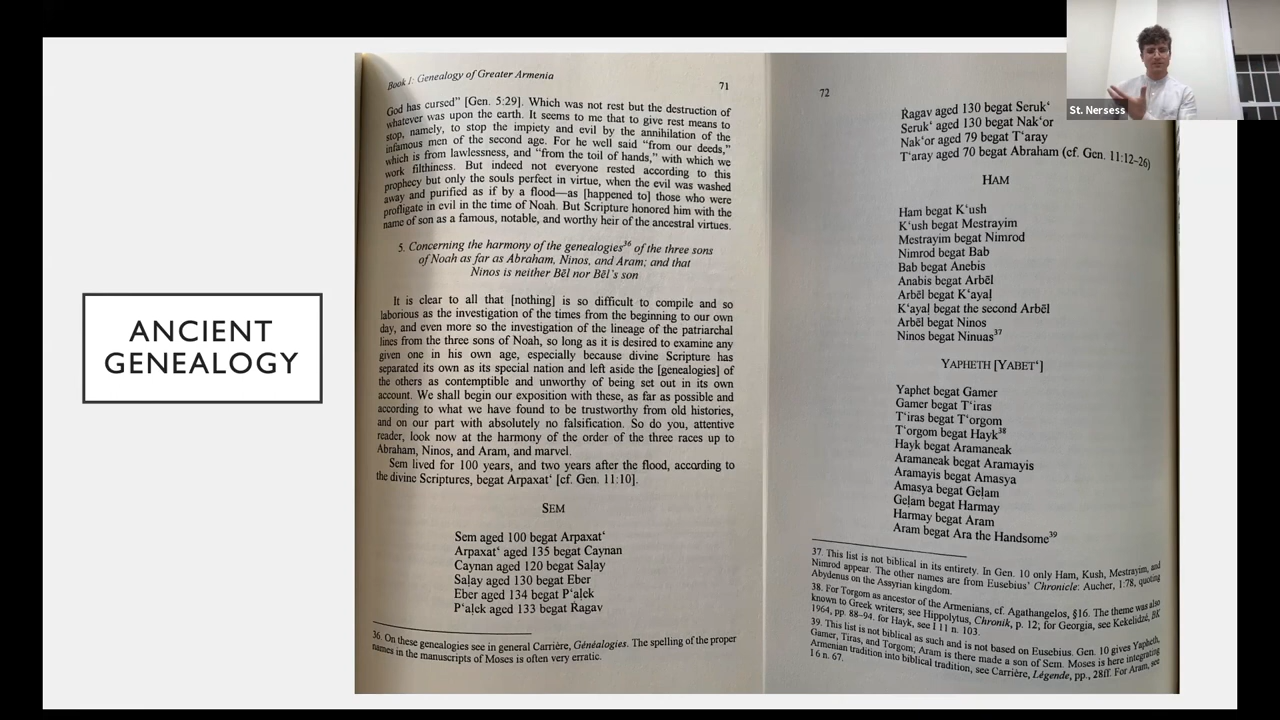 ANCIENT
GENEALOGY
Book I: Genealogy of Greater Armenia
71
God has cursed” [Gen. 5:29]. Which was not rest but the destruction of
whatever was upon the earth. It seems to me that to give rest means to
stop, namely, to stop the impiety and evil by the annihilation of the
infamous men of the second age. For he well said “from our deeds,”
which is from lawlessness, and “from the toil of hands,” with which we
work filthiness. But indeed not everyone rested according to this
prophecy but only the souls perfect in virtue, when the evil was washed
away and purified as if by a flood—as [happened to] those who were
profligate in evil in the time of Noah. But Scripture honored him with the
name of son as a famous, notable, and worthy heir of the ancestral virtues.
5. Concerning the harmony of the genealogies36 of the three sons
of Noah as far as Abraham, Ninos, and Aram; and that
Ninos is neither Bēl nor Bēl’s son
It is clear to all that [nothing] is so difficult to compile and so
laborious as the investigation of the times from the beginning to our own
day, and even more so the investigation of the lineage of the patriarchal
lines from the three sons of Noah, so long as it is desired to examine any
given one in his own age, especially because divine Scripture has
separated its own as its special nation and left aside the [genealogies] of
the others as contemptible and unworthy of being set out in its own
account. We shall begin our exposition with these, as far as possible and
according to what we have found to be trustworthy from old histories,
and on our part with absolutely no falsification. So do you, attentive
reader, look now at the harmony of the order of the three races up to
Abraham, Ninos, and Aram, and marvel.
Sem lived for 100 years, and two years after the flood, according to
the divine Scriptures, begat Arpaxat‘ [cf. Gen. 11:10].
SEM
Sem aged 100 begat Arpaxat‘
Arpaxat‘ aged 135 begat Caynan
Caynan aged 120 begat Saḷay
Saḷay aged 130 begat Eber
Eber aged 134 begat P‘aḷek
P‘aḷek aged 133 begat Ragav
36. On these genealogies see in general Carrière, Généalogies. The spelling of the proper
names in the manuscripts of Moses is often very erratic.
72
Ragav aged 130 begat Seruk‘
Seruk‘ aged 130 begat Nak‘or
Nak‘or aged 79 begat T‘aray
T‘aray aged 70 begat Abraham (cf. Gen. 11:12–26)
HAM
Ham begat K‘ush
K‘ush begat Mestrayim
Mestrayim begat Nimrod
Nimrod begat Bab
Bab begat Anebis
Anabis begat Arbēl
Arbēl begat K‘ayaḷ
K‘ayaḷ begat the second Arbēl
Arbēl begat Ninos
Ninos begat Ninuas37
YAPHETH [YABET‘]
Yaphet begat Gamer
Gamer begat T‘iras
T‘iras begat T‘orgom
T‘orgom begat Hayk38
Hayk begat Aramaneak
Aramaneak begat Aramayis
Aramayis begat Amasya
Amasya begat Geḷam
Geḷam begat Harmay
Harmay begat Aram
Aram begat Ara the Handsome39
37. This list is not biblical in its entirety. In Gen. 10 only Ham, Kush, Mestrayim, and
Nimrod appear. The other names are from Eusebius’ Chronicle: Aucher, 1:78, quoting
Abydenus on the Assyrian kingdom.
38. For Torgom as ancestor of the Armenians, cf. Agathangelos, §16. The theme was also
known to Greek writers; see Hippolytus, Chronik, p. 12; for Georgia, see Kekelidzé, BK
1964, pp. 88–94. for Hayk, see I 11 n. 103.
39. This list is not biblical as such and is not based on Eusebius. Gen. 10 gives Yapheth,
Gamer, Tiras, and Torgom; Aram is there made a son of Sem. Moses is here integrating
Armenian tradition into biblical tradition, see Carrière, Légende, pp., 28ff. For Aram, see
I 6 n. 67.
St. Nersess